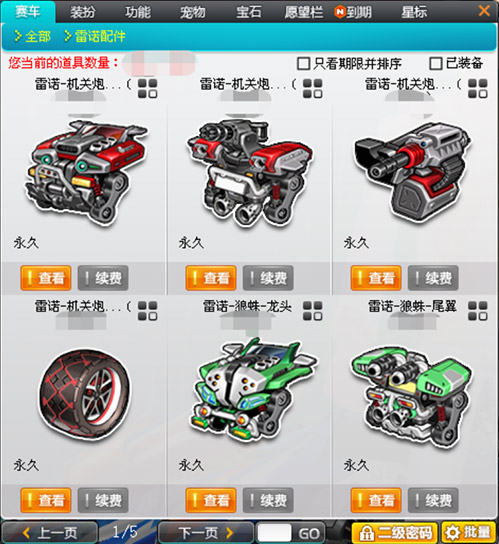 赛车 装扮 功能 宠物 宝石 愿望栏 N到期 星标
> 全部 > 雷诺配件
您当前的道具数量：
只看期限并排序 已装备
雷诺-机关炮...( 雷诺-机关炮...( 雷诺-机关炮...(
永久 永久 永久
!查看 !续费 !查看 !续费 !查看 !续费
雷诺-机关炮...( 雷诺-狼蛛-龙头 雷诺-狼蛛-尾翼
永久 永久 永久
!查看 !续费 !查看 !续费 !查看 !续费
上一页 1/5 下一页 GO 二级密码 批量